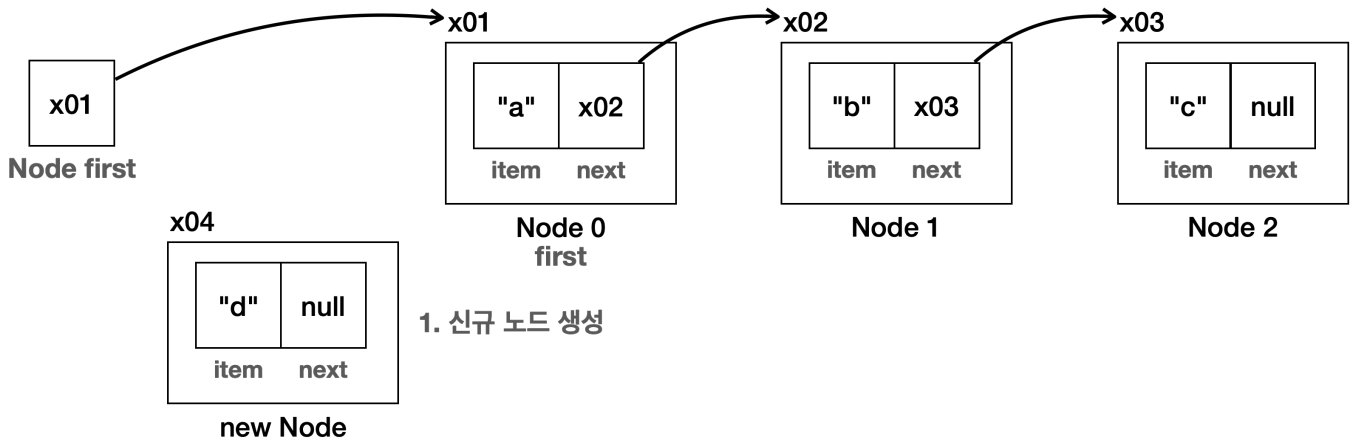 x01
x02
x03
x01
"a" x02
"b" x03
"c" null
Node first
item next
item next
item next
Node 0
first
Node 1
Node 2
x04
"d" null
1. 신규 노드 생성
item next
new Node